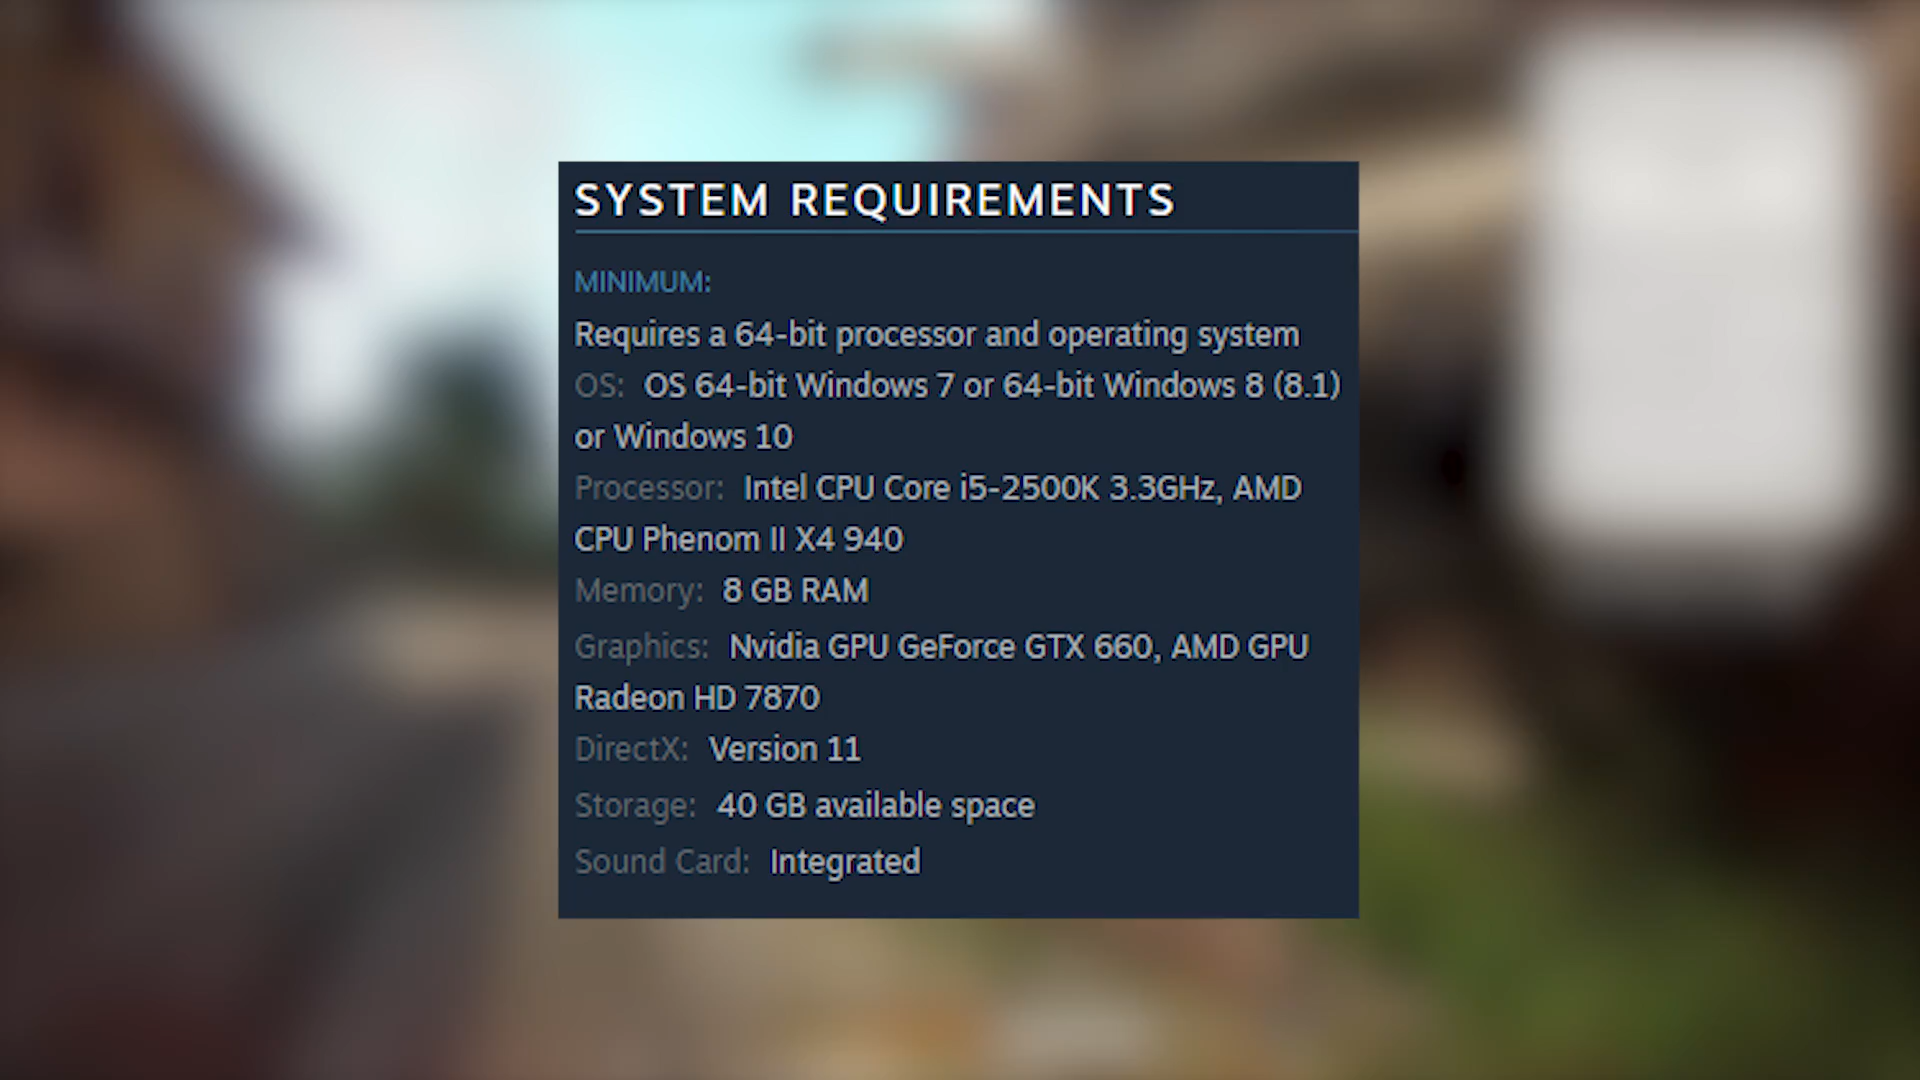 SYSTEM REQUIREMENTS
MINIMUM:
Requires a 64-bit processor and operating system
OS: OS 64-bit Windows 7 or 64-bit Windows 8 (8.1)
or Windows 10
Processor: Intel CPU Core i5-2500K 3.3GHz, AMD
CPU Phenom II X4 940
Memory: 8 GB RAM
Graphics: Nvidia GPU GeForce GTX 660, AMD GPU
Radeon HD 7870
DirectX: Version 11
Storage: 40 GB available space
Sound Card: Integrated